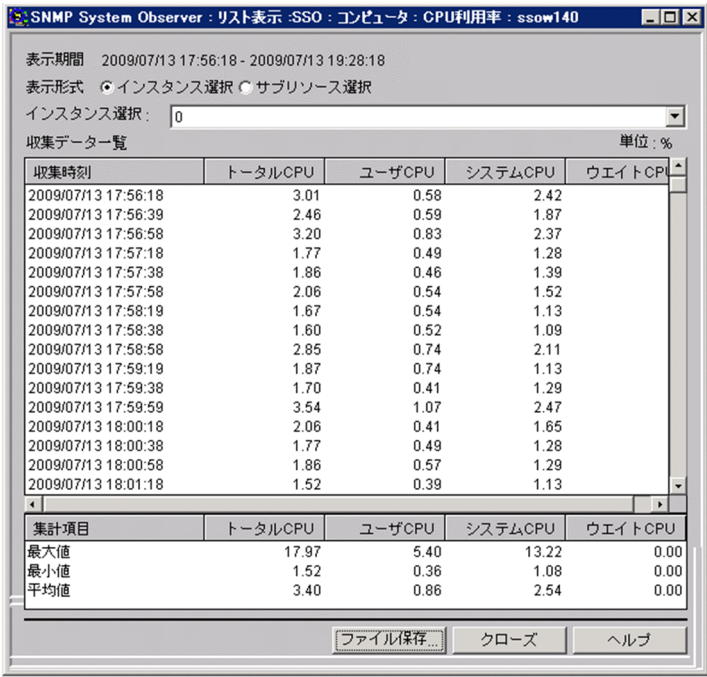 SNMP System Observer : リスト表示 :SSO : コンピュータ : CPU利用率 : ssow140
表示期間 2009/07/13 17:56:18 - 2009/07/13 19:28:18
表示形式 インスタンス選択 サブリソース選択
インスタンス選択 : 0
収集データ一覧 単位 : %
収集時刻 トータルCPU ユーザCPU システムCPU ウエイトCPU
2009/07/13 17:56:18 3.01 0.58 2.42
2009/07/13 17:56:39 2.46 0.59 1.87
2009/07/13 17:56:58 3.20 0.83 2.37
2009/07/13 17:57:18 1.77 0.49 1.28
2009/07/13 17:57:38 1.86 0.46 1.39
2009/07/13 17:57:58 2.06 0.54 1.52
2009/07/13 17:58:19 1.67 0.54 1.13
2009/07/13 17:58:38 1.60 0.52 1.09
2009/07/13 17:58:58 2.85 0.74 2.11
2009/07/13 17:59:19 1.87 0.74 1.13
2009/07/13 17:59:38 1.70 0.41 1.29
2009/07/13 17:59:59 3.54 1.07 2.47
2009/07/13 18:00:18 2.06 0.41 1.65
2009/07/13 18:00:38 1.77 0.49 1.28
2009/07/13 18:00:58 1.86 0.57 1.29
2009/07/13 18:01:18 1.52 0.39 1.13
集計項目 トータルCPU ユーザCPU システムCPU ウエイトCPU
最大値 17.97 5.40 13.22 0.00
最小値 1.52 0.36 1.08 0.00
平均値 3.40 0.86 2.54 0.00
ファイル保存... クローズ ヘルプ